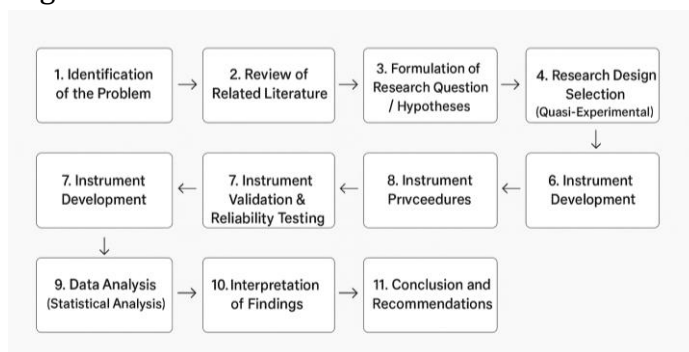 1. Identification
of the Problem
2. Review of
Related Literature
3. Formulation of
Research Question
/ Hypotheses
4. Research Design
Selection
(Quasi-Experimental)
7. Instrument
Development
7. Instrument
Validation &
Reliability Testing
8. Instrument
Privceedures
6. Instrument
Development
9. Data Analysis
(Statistical Analysis)
10. Interpretation
of Findings
11. Conclusion and
Recommendations